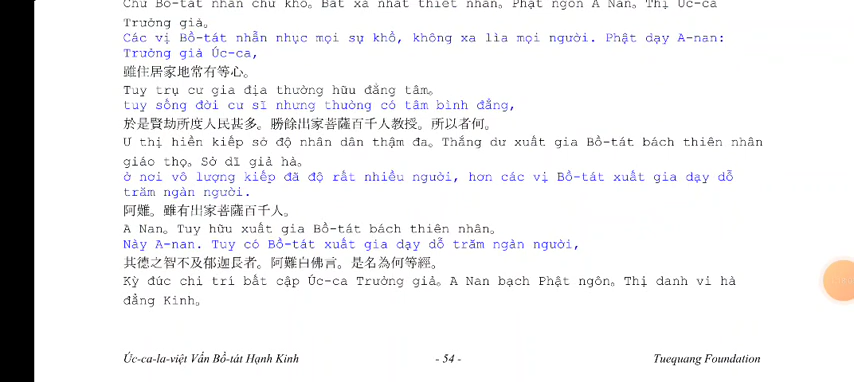 Chư Bồ-tát nhẫn chư khổ。Bất xả nhất thiết nhân。Phật ngôn A Nan。Thị Úc-ca
Trưởng giả。
Các vị Bồ-tát nhẫn nhục mọi sự khổ, không xa lìa mọi người. Phật dạy A-nan:
Trưởng giả Úc-ca,
雖住居家地常有等心。
Tuy trụ cư gia địa thường hữu đẳng tâm。
tuy sống đời cư sĩ nhưng thường có tâm bình đẳng,
於是賢劫所度人民甚多。勝餘出家菩薩百千人教授。所以者何。
Ư thị hiền kiếp sở độ nhân dân thậm đa。Thắng dư xuất gia Bồ-tát bách thiên nhân
giáo thọ。Sở dĩ giả hà。
ở nơi vô lượng kiếp đã độ rất nhiều người, hơn các vị Bồ-tát xuất gia dạy dỗ
trăm ngàn người.
阿難。雖有出家菩薩百千人。
A Nan。Tuy hữu xuất gia Bồ-tát bách thiên nhân。
Này A-nan. Tuy có Bồ-tát xuất gia dạy dỗ trăm ngàn người,
其德之智不及郁迦長者。阿難白佛言。是名為何等經。
Kỳ đức chi trí bất cập Úc-ca Trưởng giả。A Nan bạch Phật ngôn。Thị danh vi hà
đẳng Kinh。
Úc-ca-la-việt Vấn Bồ-tát Hạnh Kinh - 54 - Tuequang Foundation